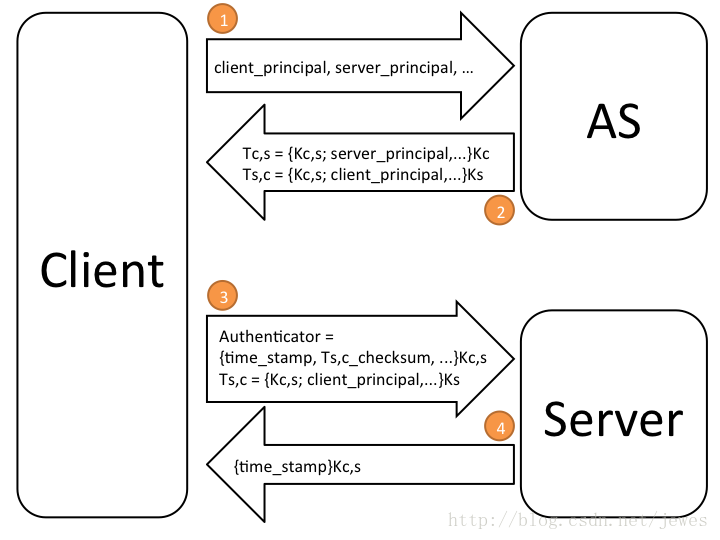 1
client_principal, server_principal, ...
AS
Tc,s = {Kc,s; server_principal,...}Kc
Ts,c = {Kc,s; client_principal,...}Ks
2
Client
3
Authenticator =
{time_stamp, Ts,c_checksum, ...}Kc,s
Ts,c = {Kc,s; client_principal,...}Ks
Server
4
{time_stamp}Kc,s
http://blog.csdn.net/jewes